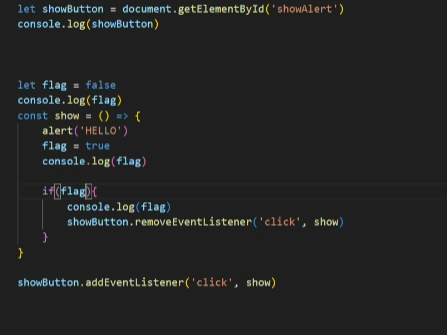 let showButton = document.getElementById('showAlert')
console.log(showButton)
let flag = false
console.log(flag)
const show = () => {
alert('HELLO')
flag = true
console.log(flag)
if(flag){
console.log(flag)
showButton.removeEventListener('click', show)
}
}
showButton.addEventListener('click', show)